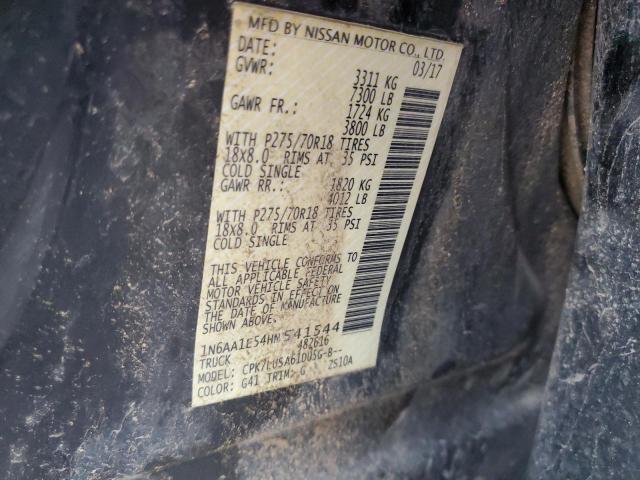 MFD BY NISSAN MOTOR CO., LTD.
DATE: 03/17
GVWR: 3311 KG
7300 LB
GAWR FR.: 1724 KG
3800 LB
WITH P275/70R18 TIRES
18X8.0 RIMS AT 35 PSI
COLD SINGLE
GAWR RR.: 1820 KG
4012 LB
WITH P275/70R18 TIRES
18X8.0 RIMS AT 35 PSI
COLD SINGLE
THIS VEHICLE CONFORMS TO
ALL APPLICABLE FEDERAL
MOTOR VEHICLE SAFETY
STANDARDS IN EFFECT ON
THE DATE OF MANUFACTURE
SHOWN ABOVE.
1N6AA1E54HN541544
TRUCK 482616
MODEL: CPK7LUSA61DUSG-B--
COLOR: G41 TRIM: G 2S10A